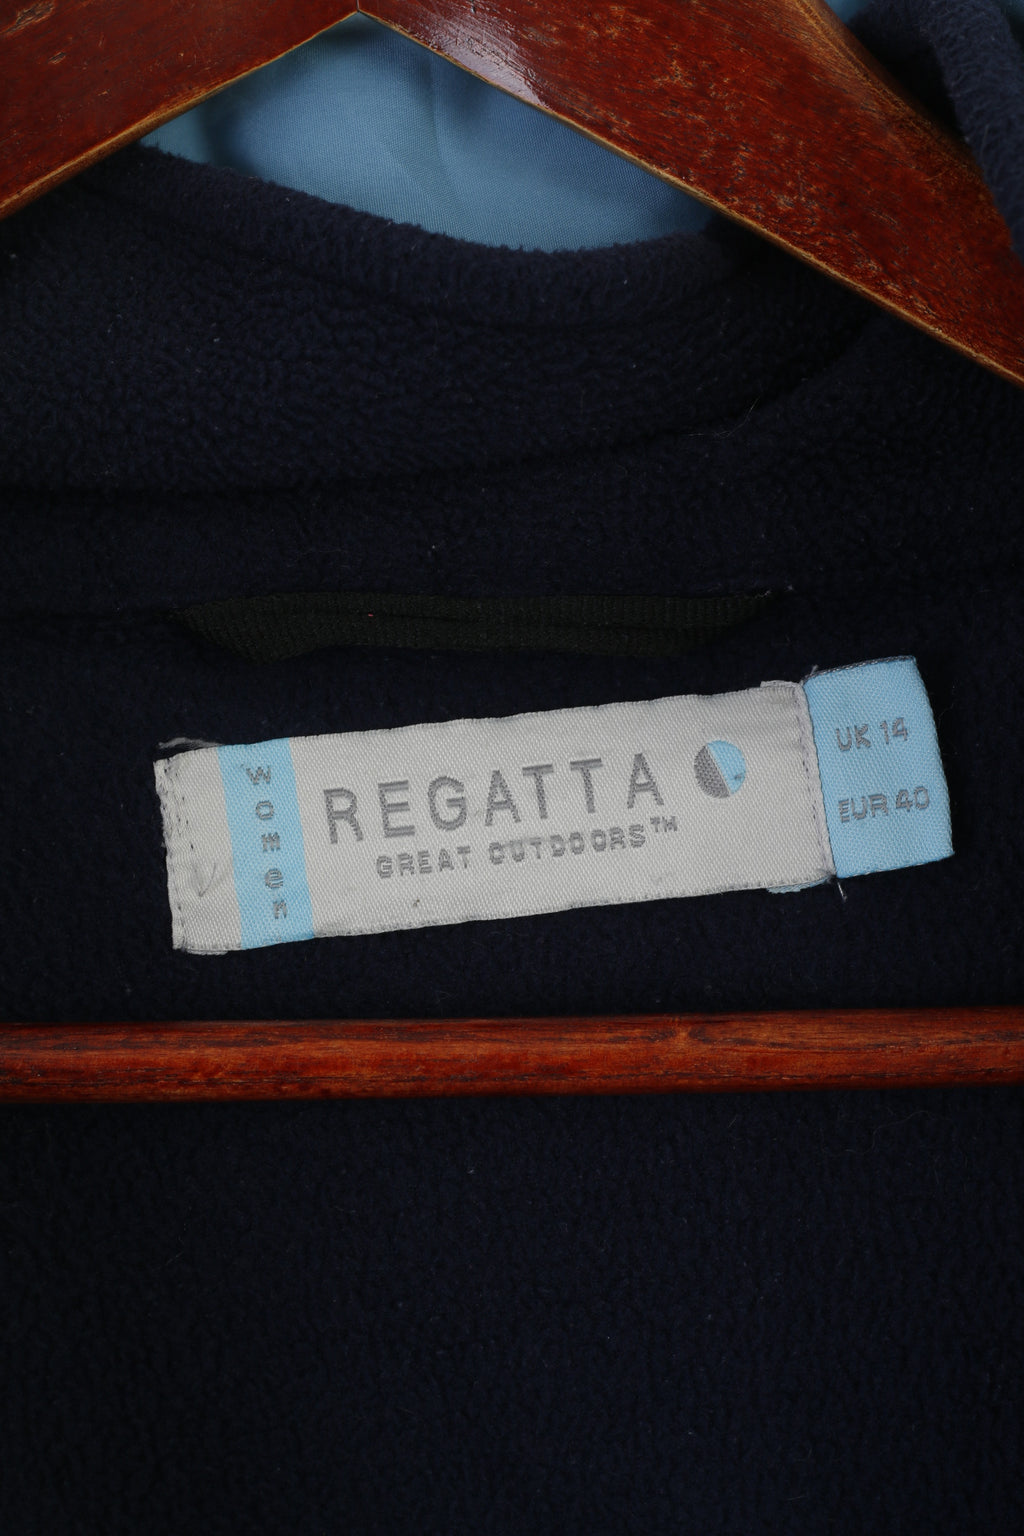 WOMEN
REGATTA
GREAT OUTDOORS™
UK 14
EUR 40